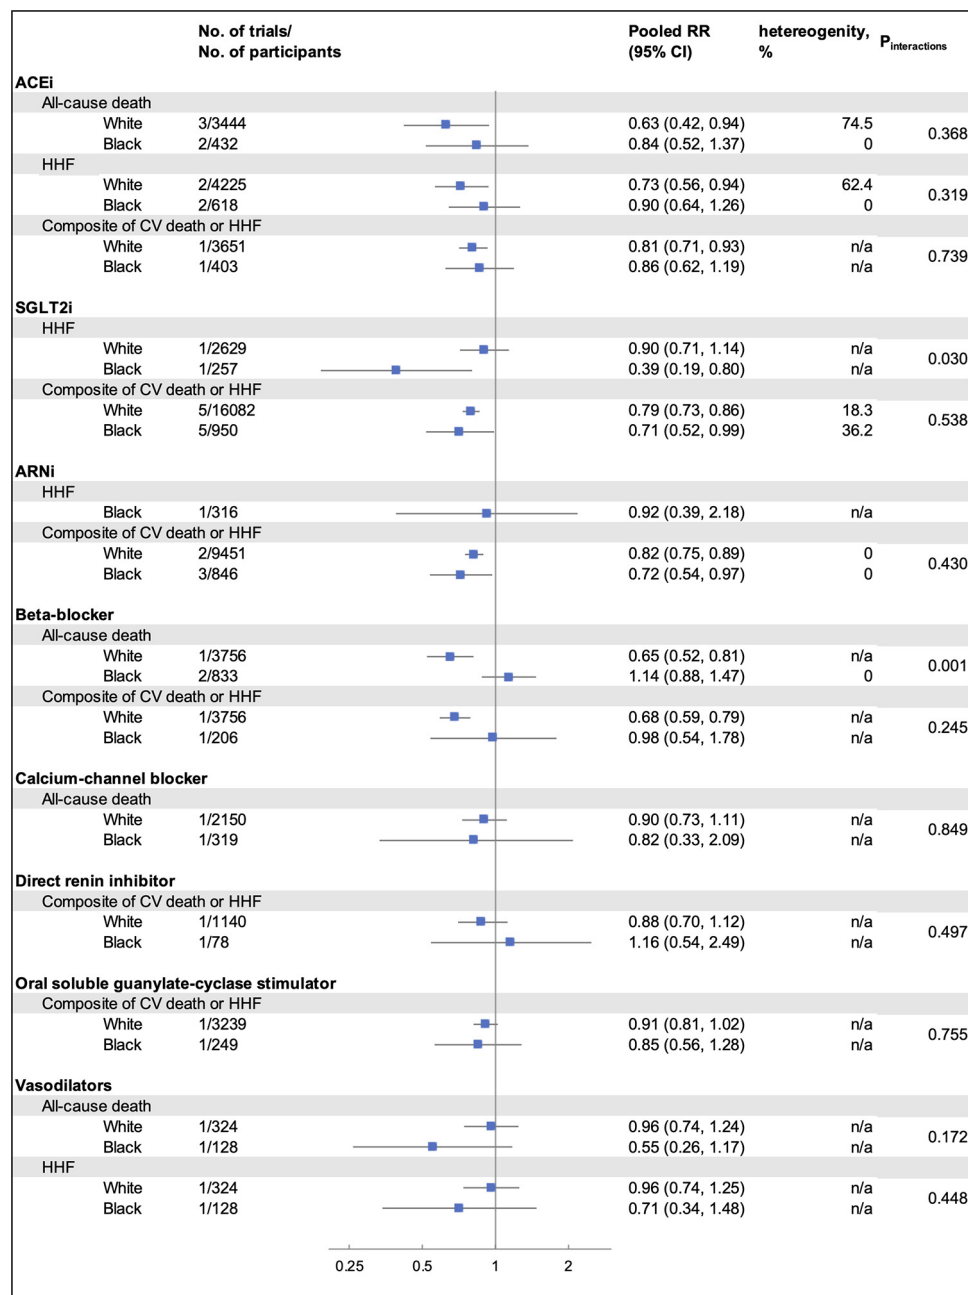 No. of trials/ Pooled RR hetereogenity, P interactions
No. of participants (95% CI) %
ACEi
All-cause death
White 3/3444 0.63 (0.42, 0.94) 74.5
0.368
Black 2/432 0.84 (0.52, 1.37) 0
HHF
White 2/4225 0.73 (0.56, 0.94) 62.4
0.319
Black 2/618 0.90 (0.64, 1.26) 0
Composite of CV death or HHF
White 1/3651 0.81 (0.71, 0.93) n/a
0.739
Black 1/403 0.86 (0.62, 1.19) n/a
SGLT2i
HHF
White 1/2629 0.90 (0.71, 1.14) n/a
0.030
Black 1/257 0.39 (0.19, 0.80) n/a
Composite of CV death or HHF
White 5/16082 0.79 (0.73, 0.86) 18.3
0.538
Black 5/950 0.71 (0.52, 0.99) 36.2
ARNi
HHF
Black 1/316 0.92 (0.39, 2.18) n/a
Composite of CV death or HHF
White 2/9451 0.82 (0.75, 0.89) 0
0.430
Black 3/846 0.72 (0.54, 0.97) 0
Beta-blocker
All-cause death
White 1/3756 0.65 (0.52, 0.81) n/a
0.001
Black 2/833 1.14 (0.88, 1.47) 0
Composite of CV death or HHF
White 1/3756 0.68 (0.59, 0.79) n/a
0.245
Black 1/206 0.98 (0.54, 1.78) n/a
Calcium-channel blocker
All-cause death
White 1/2150 0.90 (0.73, 1.11) n/a
0.849
Black 1/319 0.82 (0.33, 2.09) n/a
Direct renin inhibitor
Composite of CV death or HHF
White 1/1140 0.88 (0.70, 1.12) n/a
0.497
Black 1/78 1.16 (0.54, 2.49) n/a
Oral soluble guanylate-cyclase stimulator
Composite of CV death or HHF
White 1/3239 0.91 (0.81, 1.02) n/a
0.755
Black 1/249 0.85 (0.56, 1.28) n/a
Vasodilators
All-cause death
White 1/324 0.96 (0.74, 1.24) n/a
0.172
Black 1/128 0.55 (0.26, 1.17) n/a
HHF
White 1/324 0.96 (0.74, 1.25) n/a
0.448
Black 1/128 0.71 (0.34, 1.48) n/a
0.25 0.5 1 2